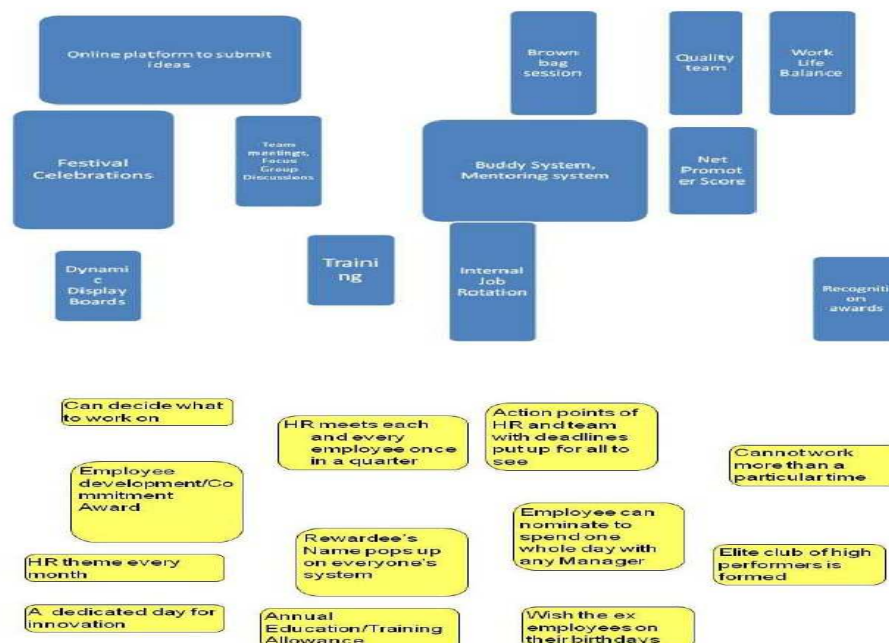 Online platform to submit
ideas
Brown
bag
session
Quality
team
Work
Life
Balance
Festival
Celebrations
Team
meetings,
Focus
Group
Discussions
Buddy System,
Mentoring system
Net
Promot
er Score
Dynami
c
Display
Boards
Traini
ng
Internal
Job
Rotation
Recogniti
on
awards
Can decide what
to work on
HR meets each
and every
employee once
in a quarter
Action points of
HR and team
with deadlines
put up for all to
see
Cannot work
more than a
particular time
Employee
development/Co
mmitment
Award
Rewardee's
Name pops up
on everyone's
system
Employee can
nominate to
spend one
whole day with
any Manager
Elite club of high
performers is
formed
HR theme every
month
A dedicated day for
innovation
Annual
Education/Training
Allowance
Wish the ex
employees on
their birthdays